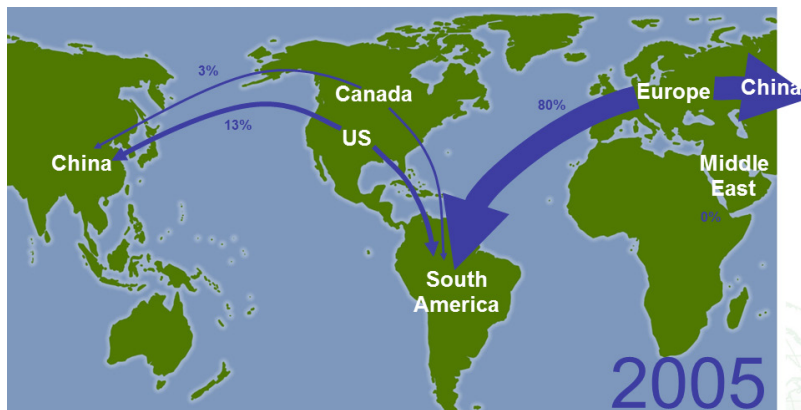 3%
Canada
80%
Europe
China
13%
US
China
Middle
East
0%
South
America
2005